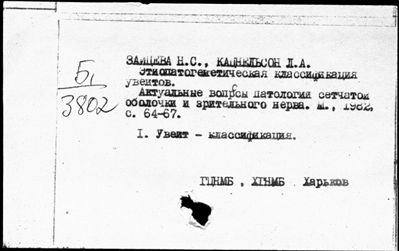 Б1
3802
ЗАЙЦЕВА Н.С., КАЦНЕЛЬСОН Л.А.
Этиопатогенетическая классификация
увеитов.
Актуальные вопрсы патологии сетчатой
оболочки и зрительного нерва. М., 1982,
с. 64-67.
I. Увеит - классификация.
ГЦНМБ , ХГНМБ Харьков